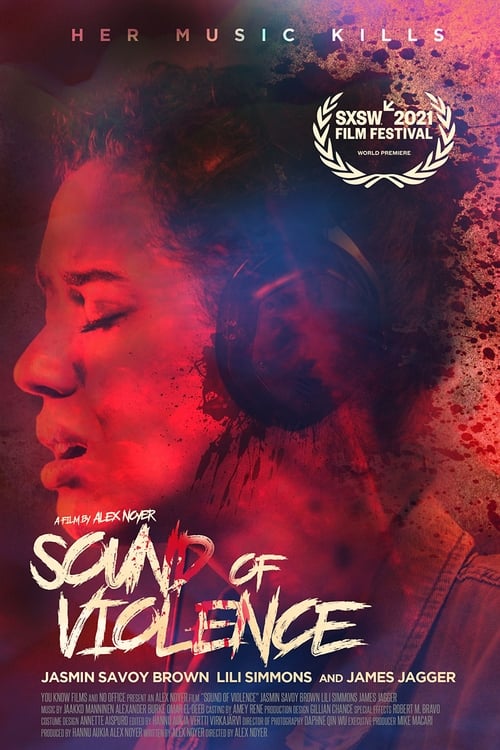 HER MUSIC KILLS
SXSW 2021
FILM FESTIVAL
WORLD PREMIERE
A FILM BY ALEX NOYER
SOUND OF
VIOLENCE
JASMIN SAVOY BROWN LILI SIMMONS AND JAMES JAGGER
YOU KNOW FILMS AND NO OFFICE PRESENT AN ALEX NOYER FILM "SOUND OF VIOLENCE" JASMIN SAVOY BROWN LILI SIMMONS JAMES JAGGER
MUSIC BY JAAKKO MANNINEN ALEXANDER BURKE OMAR EL-DEEB CASTING BY AMEY RENE PRODUCTION DESIGN GILLIAN CHANCE SPECIAL EFFECTS ROBERT M. BRAVO
COSTUME DESIGN ANNETTE AUSPURO EDITED BY HANNU AUKIA VERTTI VIRKAJÄRVI DIRECTOR OF PHOTOGRAPHY DAPHNE QIN WU EXECUTIVE PRODUCER MIKE MACARI
PRODUCED BY HANNU AUKIA ALEX NOYER WRITTEN BY ALEX NOYER DIRECTED BY ALEX NOYER